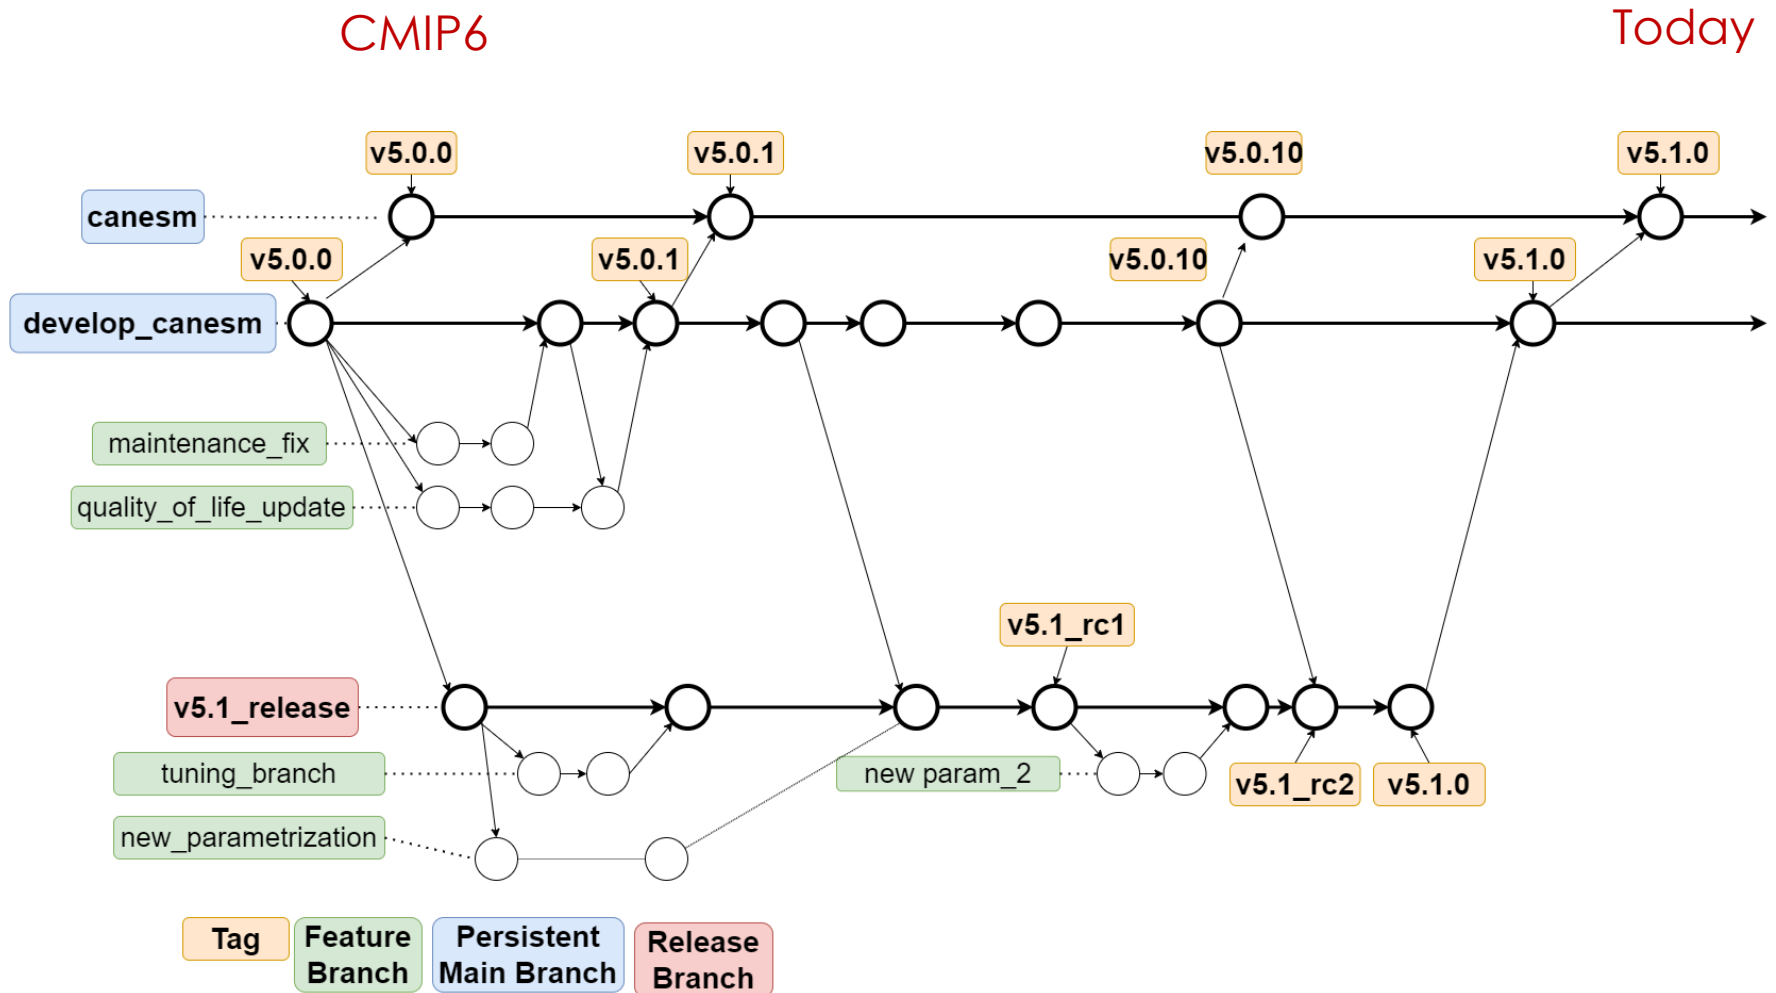 CMIP6
Today
v5.0.0
v5.0.1
v5.0.10
v5.1.0
canesm
v5.0.0
v5.0.1
v5.0.10
v5.1.0
develop_canesm
maintenance_fix
quality_of_life_update
v5.1_rc1
v5.1_release
tuning_branch
new param_2
v5.1_rc2
v5.1.0
new_parametrization
Tag
Feature
Branch
Persistent
Main Branch
Release
Branch